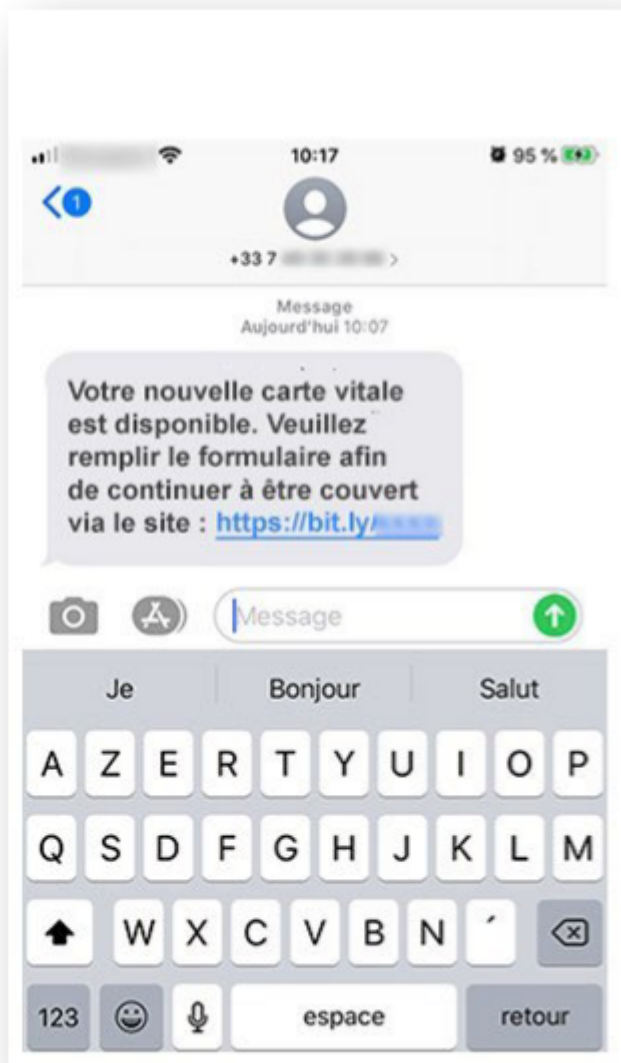 10:17
95 %
1
+33 7
Message
Aujourd'hui 10:07
Votre nouvelle carte vitale
est disponible. Veuillez
remplir le formulaire afin
de continuer à être couvert
via le site : https://bit.ly/
Message
Je Bonjour Salut
A Z E R T Y U I O P
Q S D F G H J K L M
W X C V B N ´
123 espace retour